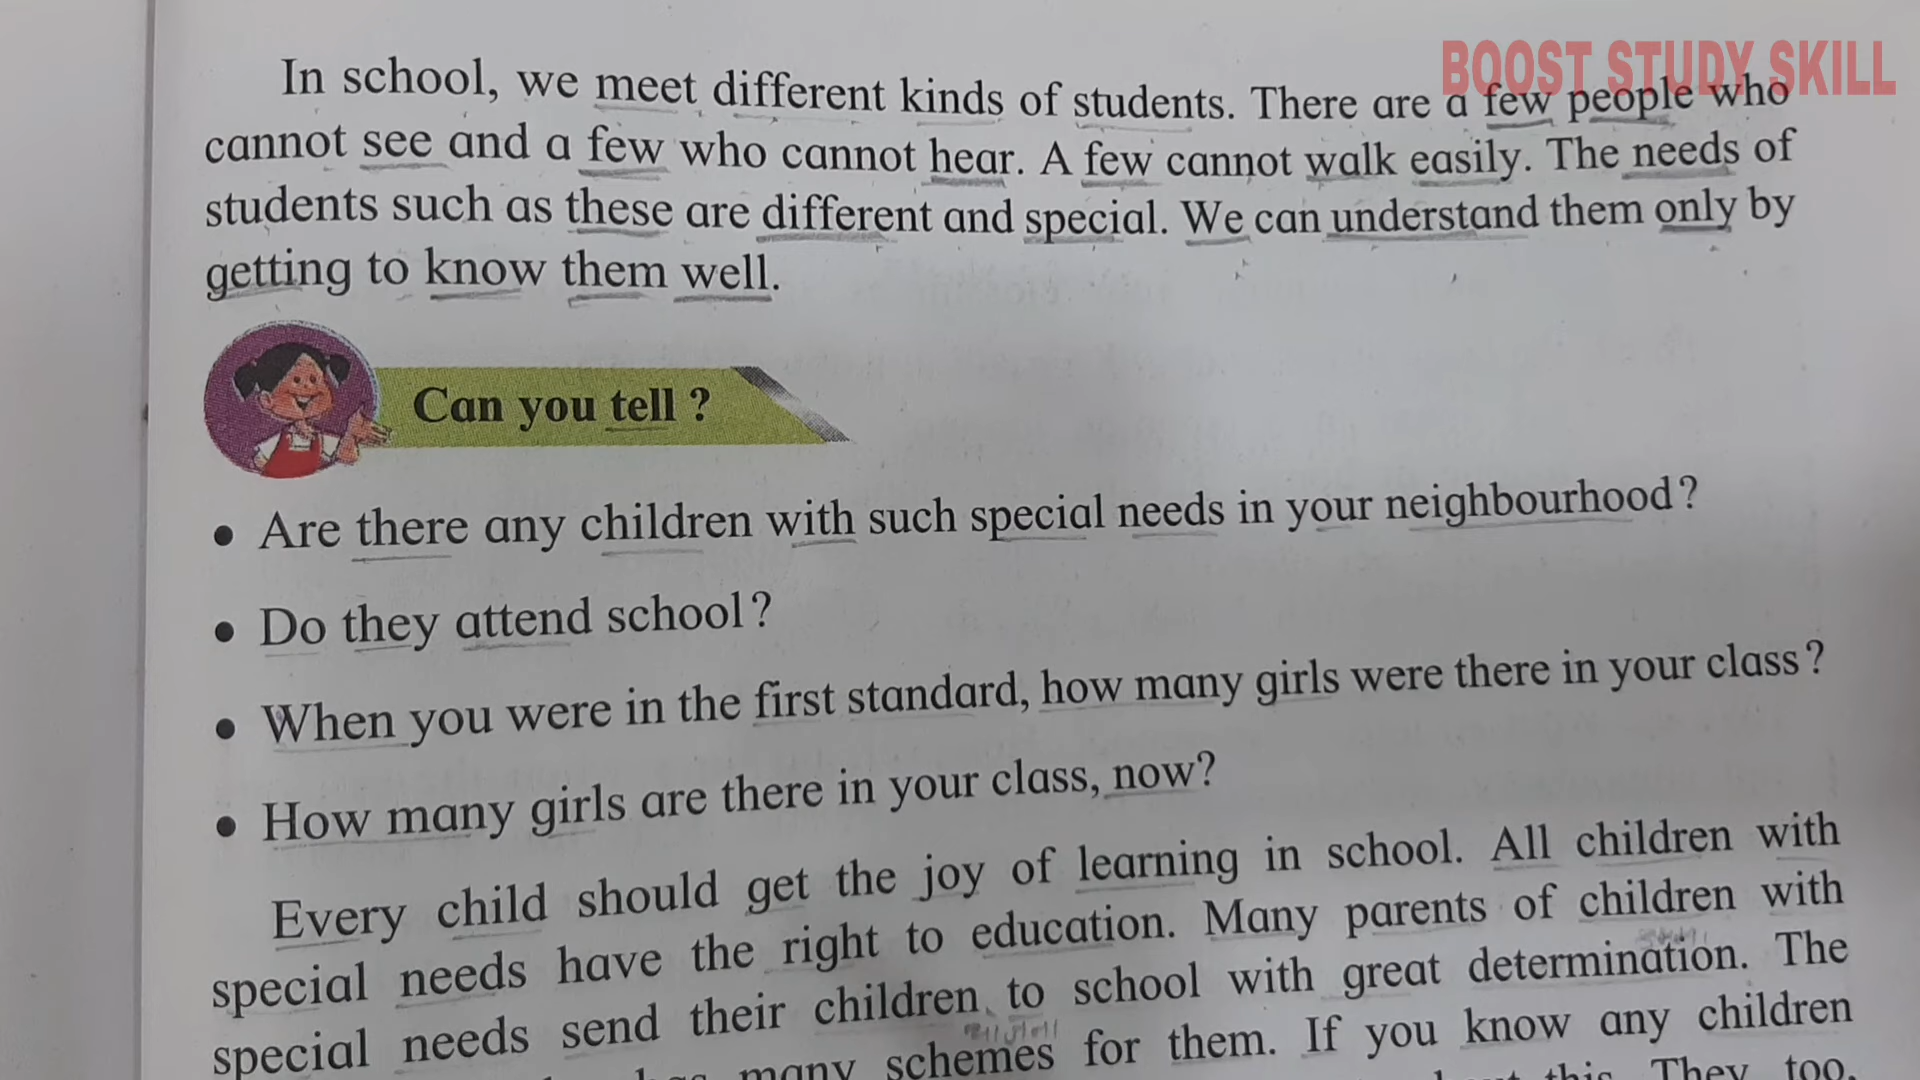 BOOST STUDY SKILL
In school, we meet different kinds of students. There are a few people who
cannot see and a few who cannot hear. A few cannot walk easily. The needs of
students such as these are different and special. We can understand them only by
getting to know them well.
Can you tell ?
• Are there any children with such special needs in your neighbourhood?
• Do they attend school?
• When you were in the first standard, how many girls were there in your class?
• How many girls are there in your class, now?
Every child should get the joy of learning in school. All children with
special needs have the right to education. Many parents of children with
special needs send their children to school with great determination. The
many schemes for them. If you know any children
this. They too,